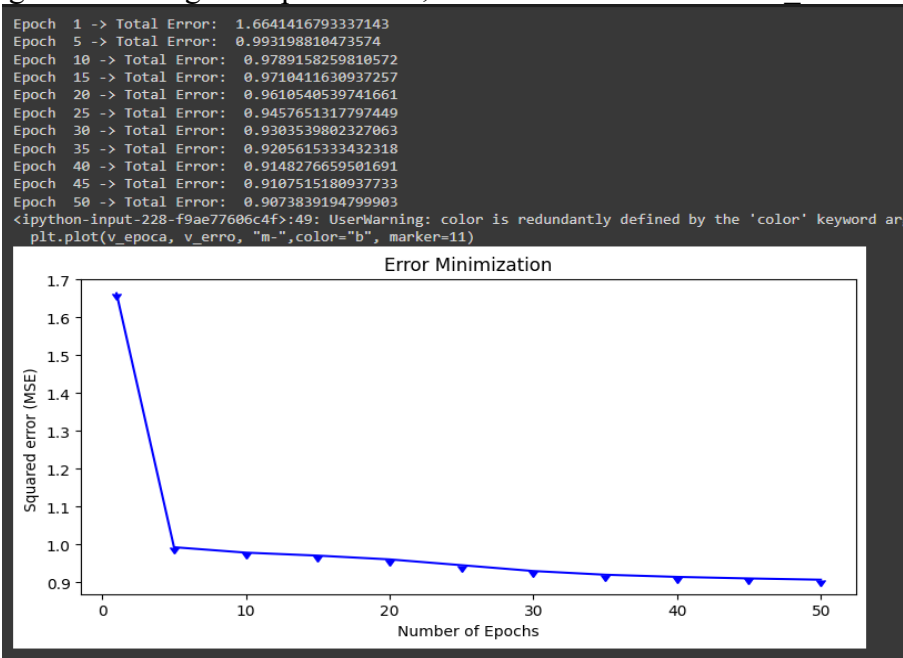 Epoch 1 -> Total Error: 1.6641416793337143
Epoch 5 -> Total Error: 0.993198810473574
Epoch 10 -> Total Error: 0.9789158259810572
Epoch 15 -> Total Error: 0.9710411630937257
Epoch 20 -> Total Error: 0.9610540539741661
Epoch 25 -> Total Error: 0.9457651317797449
Epoch 30 -> Total Error: 0.9303539802327063
Epoch 35 -> Total Error: 0.9205615333432318
Epoch 40 -> Total Error: 0.9148276659501691
Epoch 45 -> Total Error: 0.9107515180937733
Epoch 50 -> Total Error: 0.9073839194799903
<ipython-input-228-f9ae77606c4f>:49: UserWarning: color is redundantly defined by the 'color' keyword ar
plt.plot(v_epoca, v_erro, "m-",color="b", marker=11)
Error Minimization
Squared error (MSE)
1.7
1.6
1.5
1.4
1.3
1.2
1.1
1.0
0.9
0 10 20 30 40 50
Number of Epochs